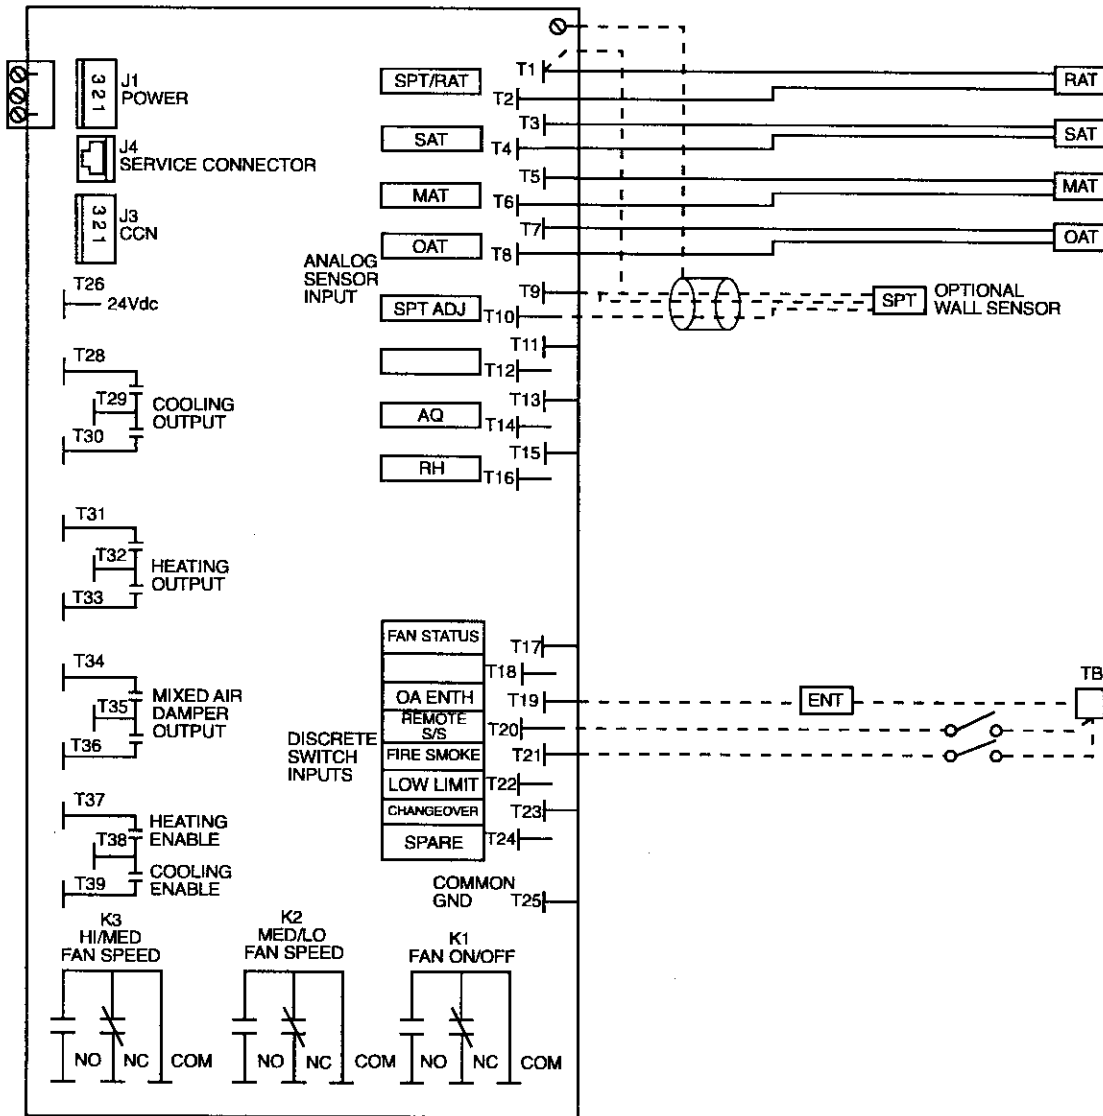 J1
POWER
3 2 1
J4
SERVICE CONNECTOR
J3
CCN
3 2 1
T26
24Vdc
T28
T29
T30
COOLING
OUTPUT
T31
T32
T33
HEATING
OUTPUT
T34
T35
T36
MIXED AIR
DAMPER
OUTPUT
T37
T38
T39
HEATING
ENABLE
COOLING
ENABLE
ANALOG
SENSOR
INPUT
SPT/RAT
SAT
MAT
OAT
SPT ADJ
AQ
RH
T1
T2
T3
T4
T5
T6
T7
T8
T9
T10
T11
T12
T13
T14
T15
T16
RAT
SAT
MAT
OAT
SPT
OPTIONAL
WALL SENSOR
DISCRETE
SWITCH
INPUTS
FAN STATUS
OA ENTH
REMOTE
S/S
FIRE SMOKE
LOW LIMIT
CHANGEOVER
SPARE
T17
T18
T19
T20
T21
T22
T23
T24
COMMON
GND
T25
ENT
TB
K3
HI/MED
FAN SPEED
NO NC COM
K2
MED/LO
FAN SPEED
NO NC COM
K1
FAN ON/OFF
NO NC COM